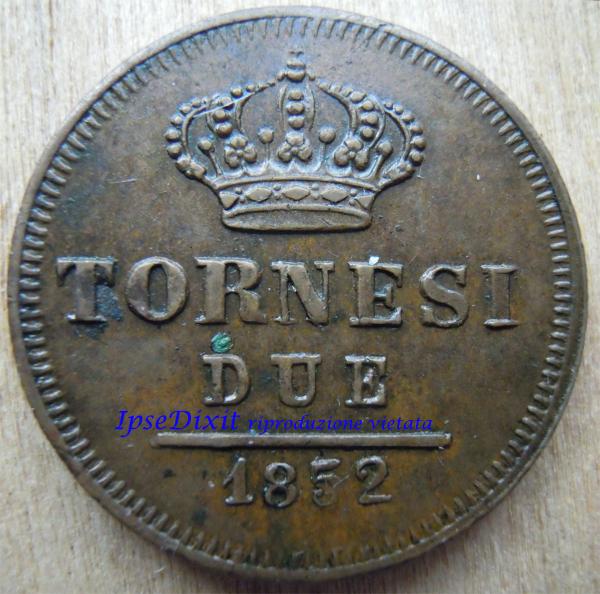 TORNESI
DUE
IpseDixit riproduzione vietata
1852